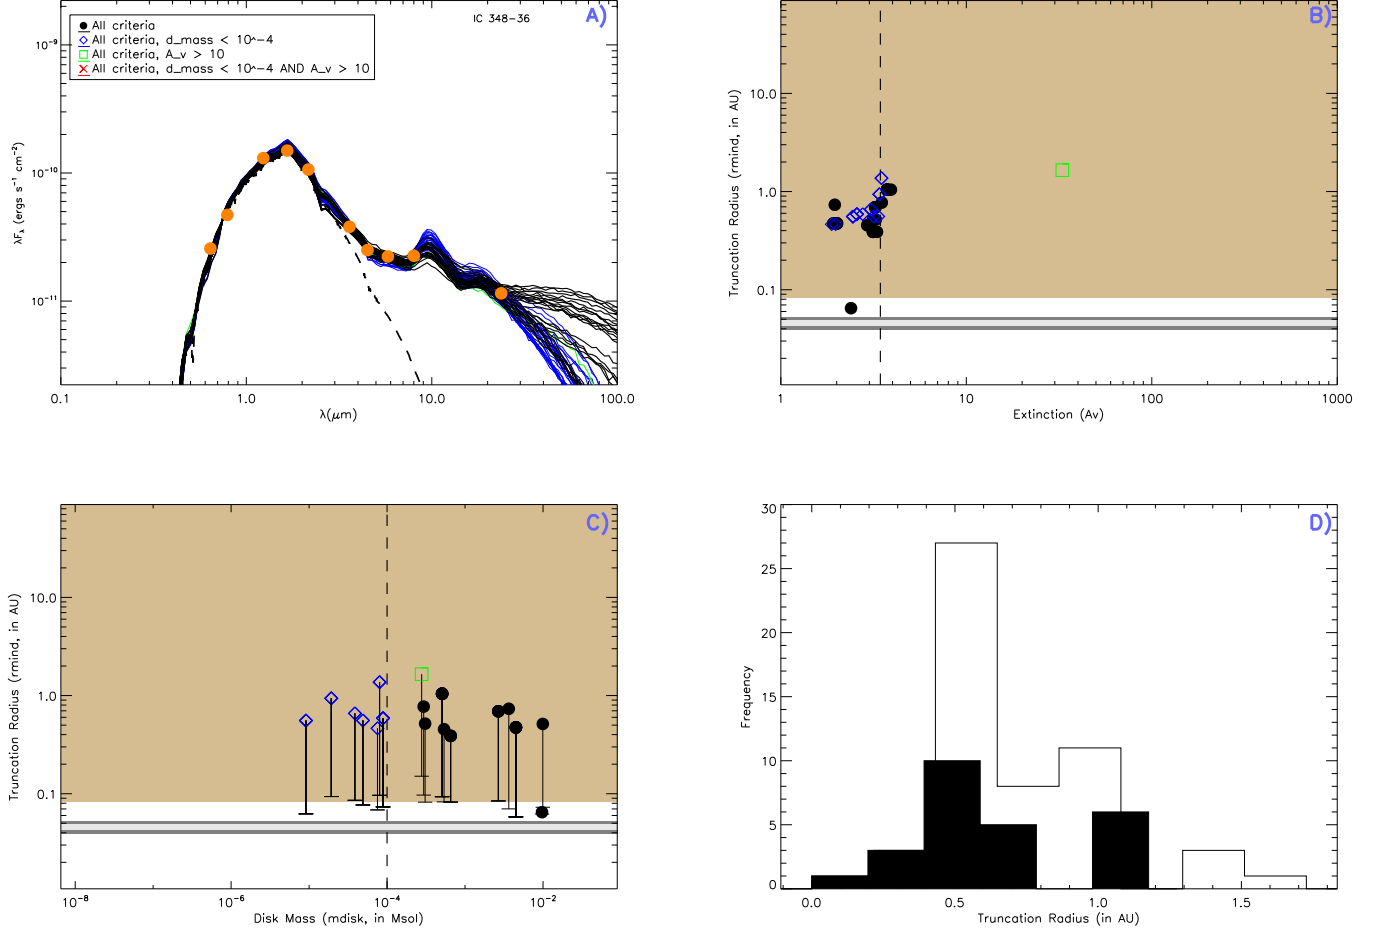 IC 348-36
A)
All criteria
All criteria, d_mass < 10^-4
All criteria, A_v > 10
All criteria, d_mass < 10^-4 AND A_v > 10
10⁻⁹
10⁻¹⁰
10⁻¹¹
λFλ (ergs s⁻¹ cm⁻²)
0.1 1.0 10.0 100.0
λ(μm)
B)
10.0
1.0
0.1
Truncation Radius (rmind, in AU)
1 10 100 1000
Extinction (Av)
C)
10.0
1.0
0.1
Truncation Radius (rmind, in AU)
10⁻⁸ 10⁻⁶ 10⁻⁴ 10⁻²
Disk Mass (mdisk, in Msol)
D)
30
25
20
15
10
5
0
Frequency
0.0 0.5 1.0 1.5
Truncation Radius (in AU)